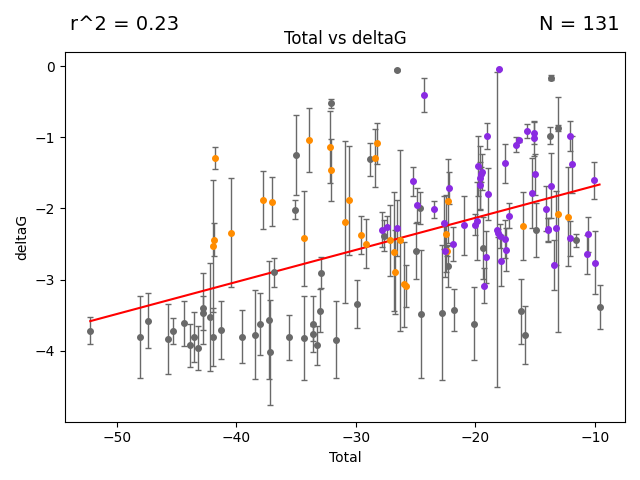 r^2 = 0.23
N = 131
Total vs deltaG
deltaG
0
−1
−2
−3
−4
−50
−40
−30
−20
−10
Total